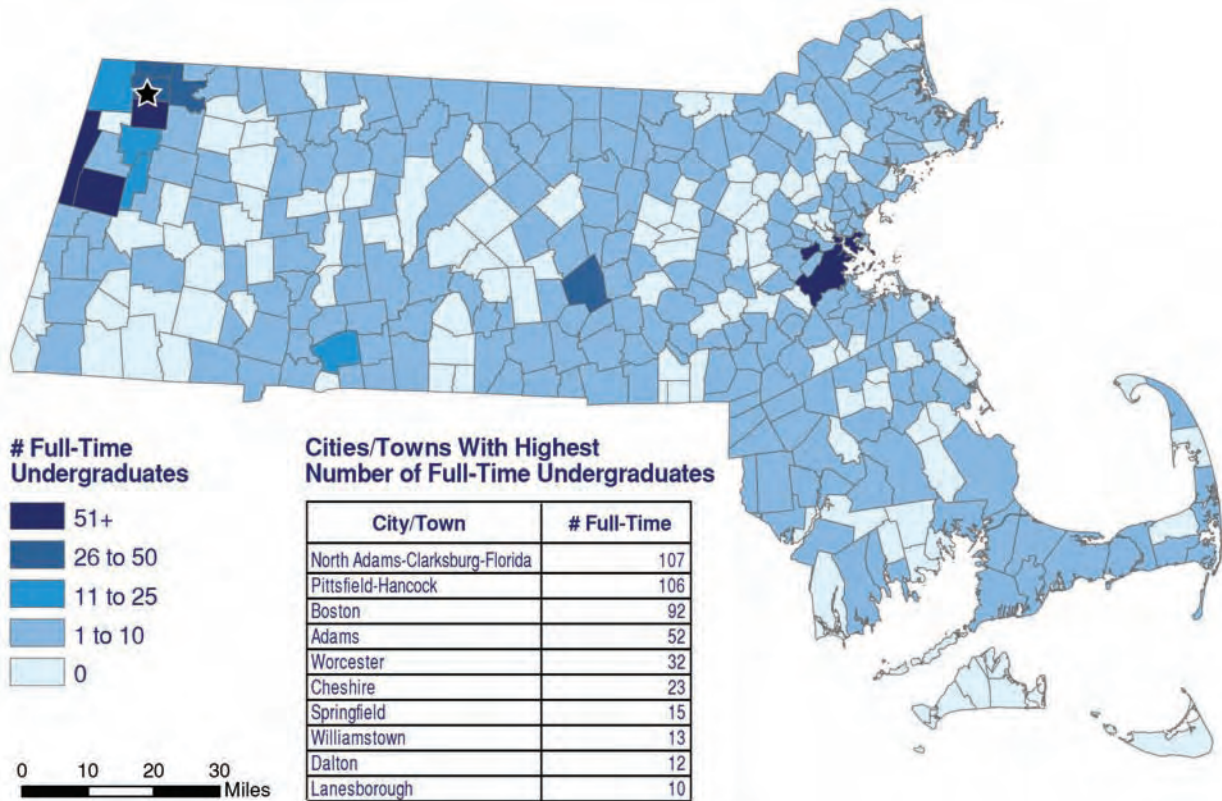 # Full-Time
Undergraduates
51+
26 to 50
11 to 25
1 to 10
0
0 10 20 30
Miles
Cities/Towns With Highest
Number of Full-Time Undergraduates
City/Town # Full-Time
North Adams-Clarksburg-Florida 107
Pittsfield-Hancock 106
Boston 92
Adams 52
Worcester 32
Cheshire 23
Springfield 15
Williamstown 13
Dalton 12
Lanesborough 10